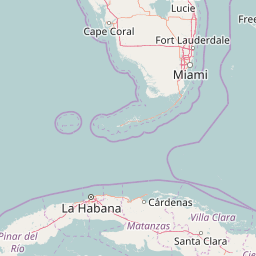 Lucie
Cape Coral
Free
Fort Lauderdale
Miami
La Habana
Cárdenas
Pinar del
Río
Matanzas
Villa Clara
Santa Clara